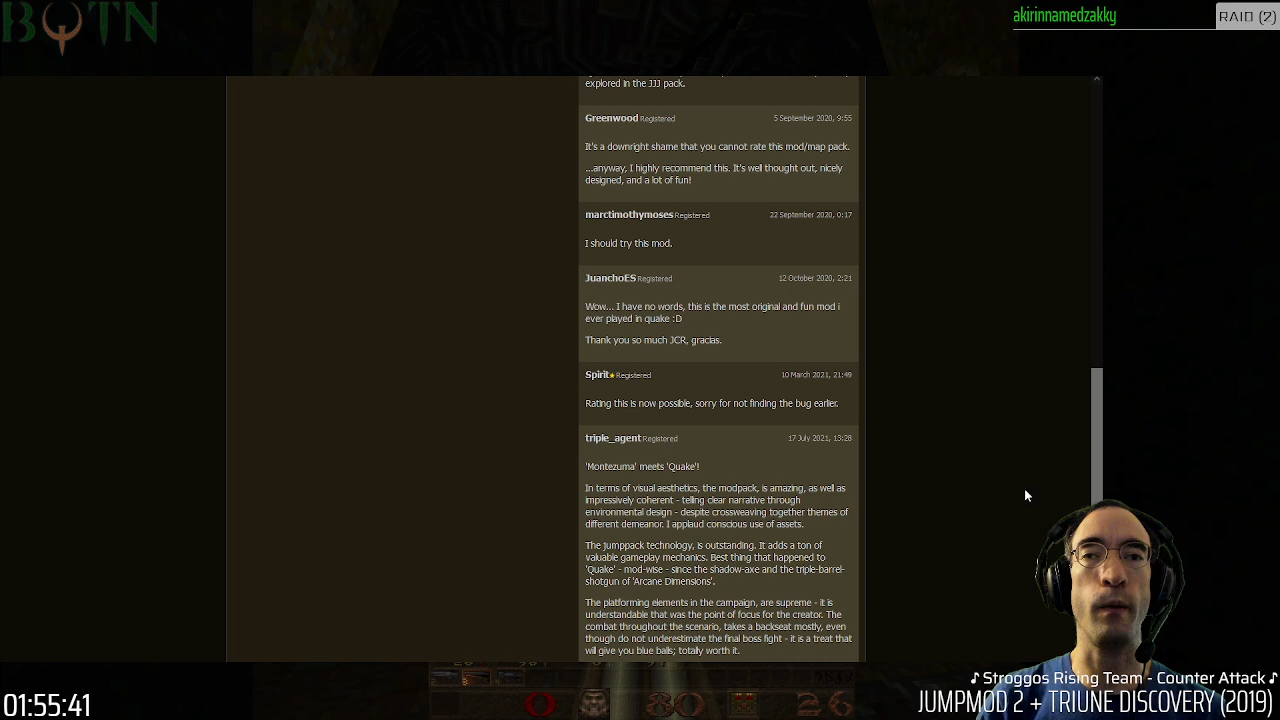 BQTN
akirinnamedzakky
RAID (2)
explored in the JJJ pack.
Greenwood Registered 5 September 2020, 9:55
It's a downright shame that you cannot rate this mod/map pack.
...anyway, I highly recommend this. It's well thought out, nicely
designed, and a lot of fun!
marctimothymoses Registered 22 September 2020, 0:17
I should try this mod.
JuanchoES Registered 12 October 2020, 2:21
Wow... I have no words, this is the most original and fun mod i
ever played in quake :D
Thank you so much JCR, gracias.
Spirit★ Registered 10 March 2021, 21:49
Rating this is now possible, sorry for not finding the bug earlier.
triple_agent Registered 17 July 2021, 13:28
'Montezuma' meets 'Quake'!
In terms of visual aesthetics, the modpack, is amazing, as well as
impressively coherent - telling clear narrative through
environmental design - despite crossweaving together themes of
different demeanor. I applaud conscious use of assets.
The jumppack technology, is outstanding. It adds a ton of
valuable gameplay mechanics. Best thing that happened to
'Quake' - mod-wise - since the shadow-axe and the triple-barrel-
shotgun of 'Arcane Dimensions'.
The platforming elements in the campaign, are supreme - it is
understandable that was the point of focus for the creator. The
combat throughout the scenario, takes a backseat mostly, even
though do not underestimate the final boss fight - it is a treat that
will give you blue balls; totally worth it.
♪ Stroggos Rising Team - Counter Attack ♪
01:55:41
0 80 26
JUMPMOD 2 + TRIUNE DISCOVERY (2019)